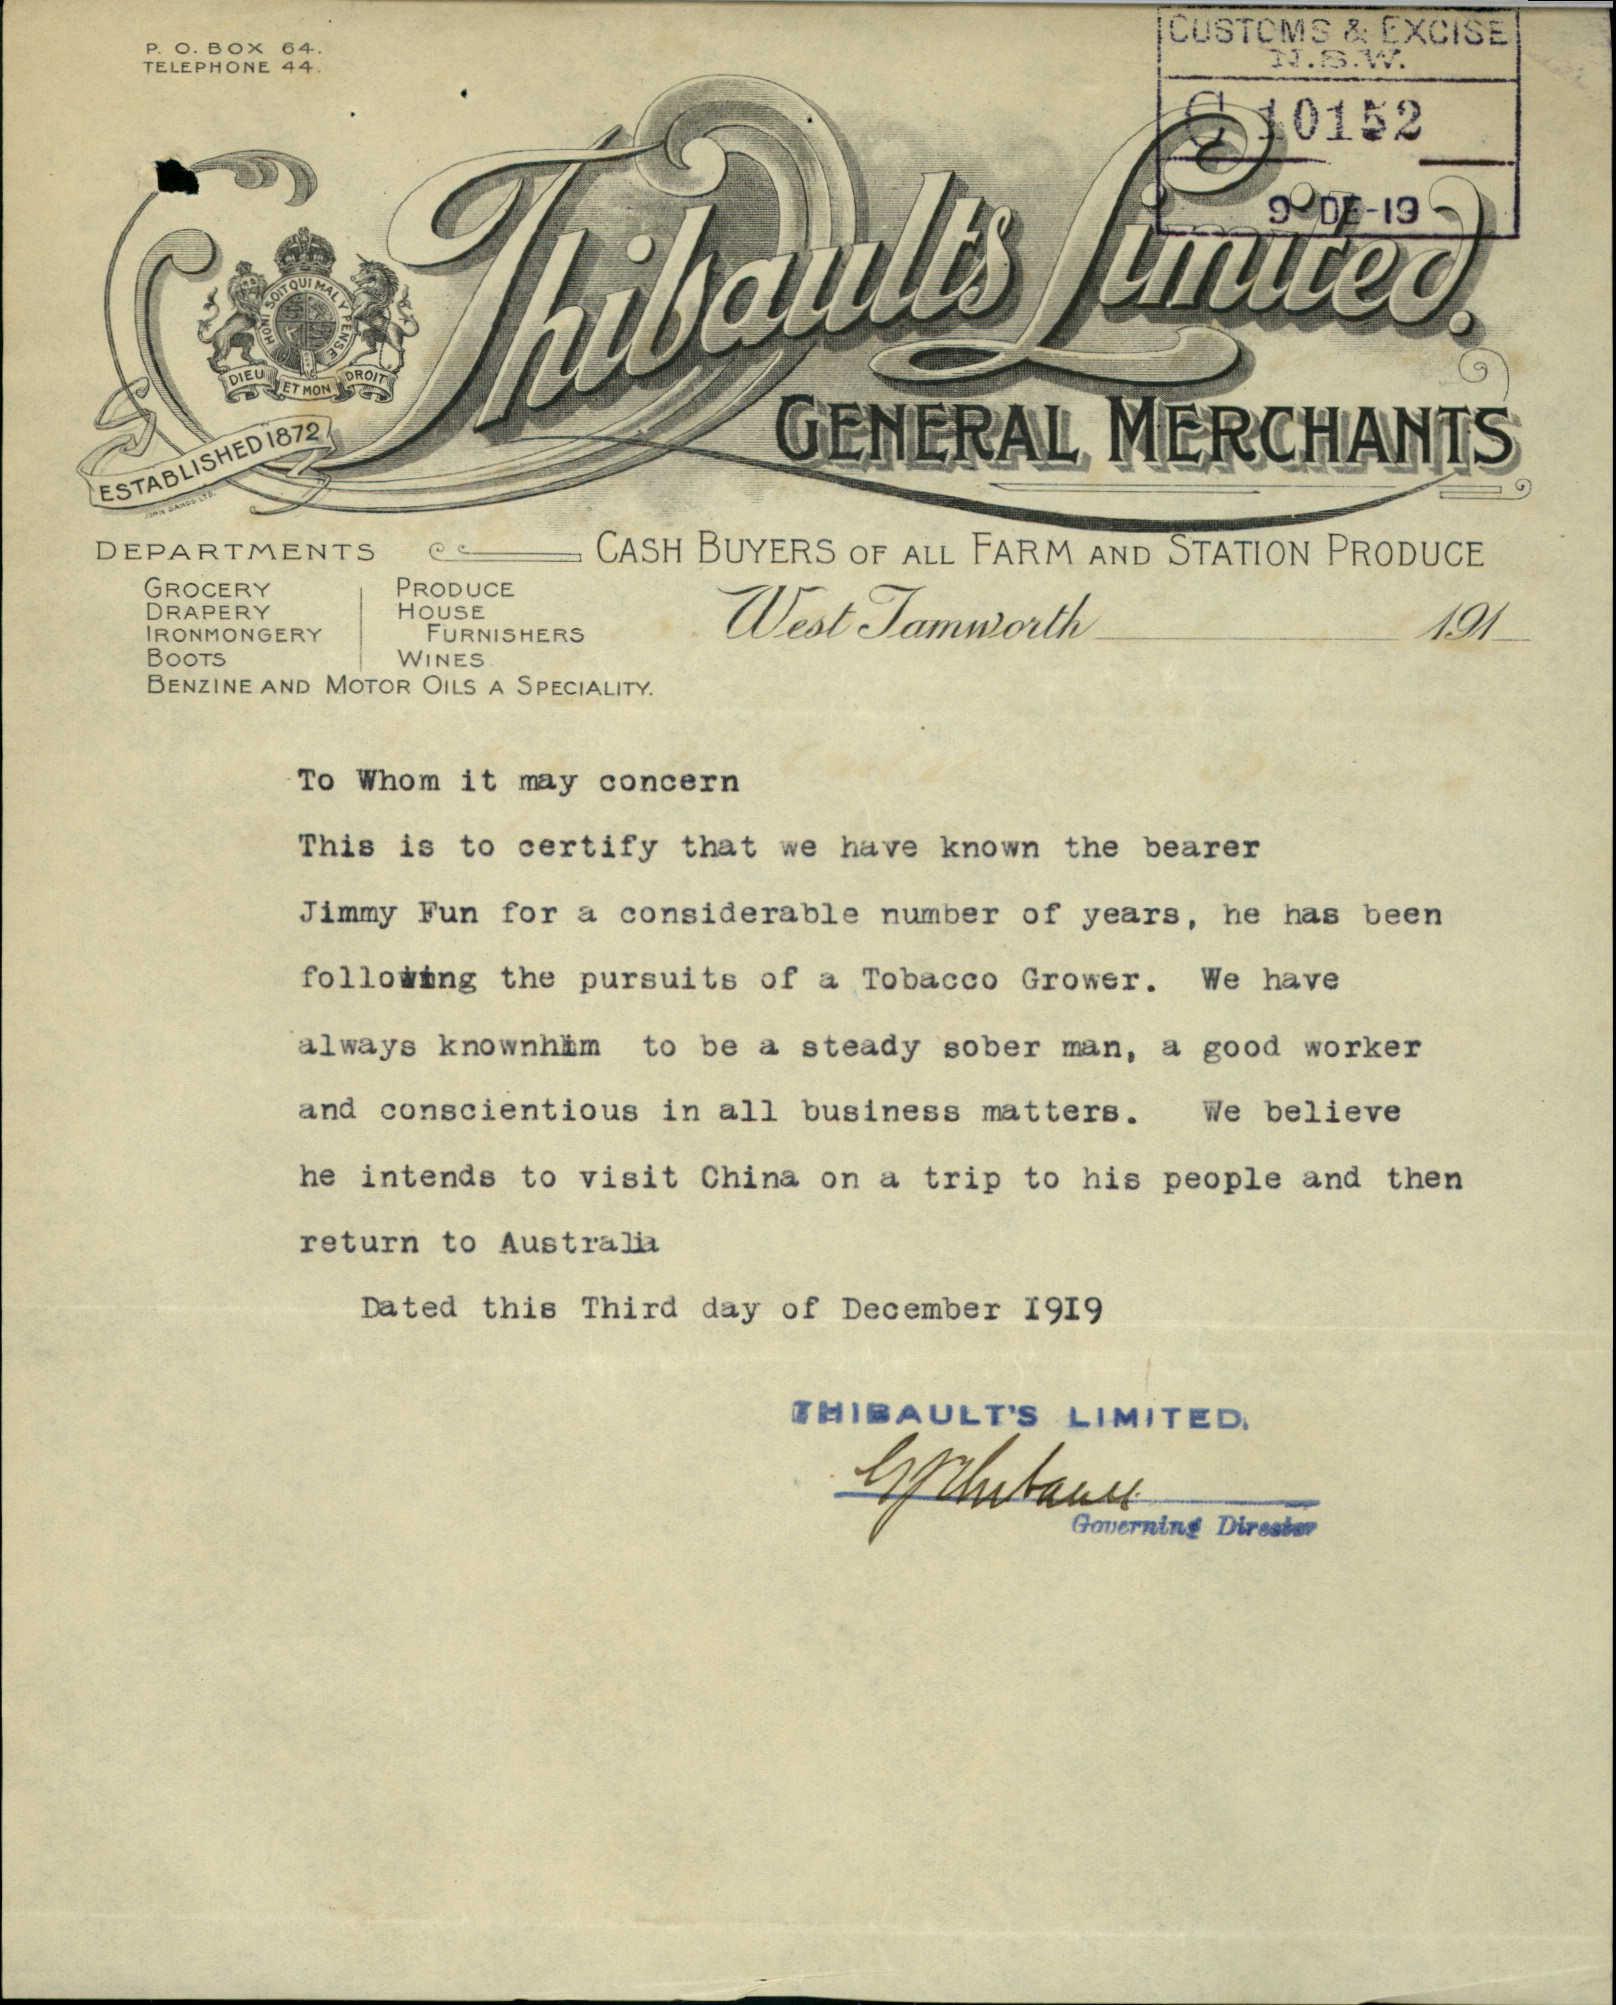 P. O. BOX 64.
TELEPHONE 44.
CUSTOMS & EXCISE
N.S.W.
C 10152
9-DE-19
Thibault's Limited.
HONI SOIT QUI MAL Y PENSE
DIEU ET MON DROIT
ESTABLISHED 1872
JOHN SANDS LTD.
GENERAL MERCHANTS
DEPARTMENTS
CASH BUYERS OF ALL FARM AND STATION PRODUCE
GROCERY
DRAPERY
IRONMONGERY
BOOTS
PRODUCE
HOUSE
FURNISHERS
WINES
BENZINE AND MOTOR OILS A SPECIALITY.
West Tamworth 191
To Whom it may concern
This is to certify that we have known the bearer
Jimmy Fun for a considerable number of years, he has been
following the pursuits of a Tobacco Grower. We have
always knownhim to be a steady sober man, a good worker
and conscientious in all business matters. We believe
he intends to visit China on a trip to his people and then
return to Australia
Dated this Third day of December 1919
THIBAULT'S LIMITED.
Governing Director